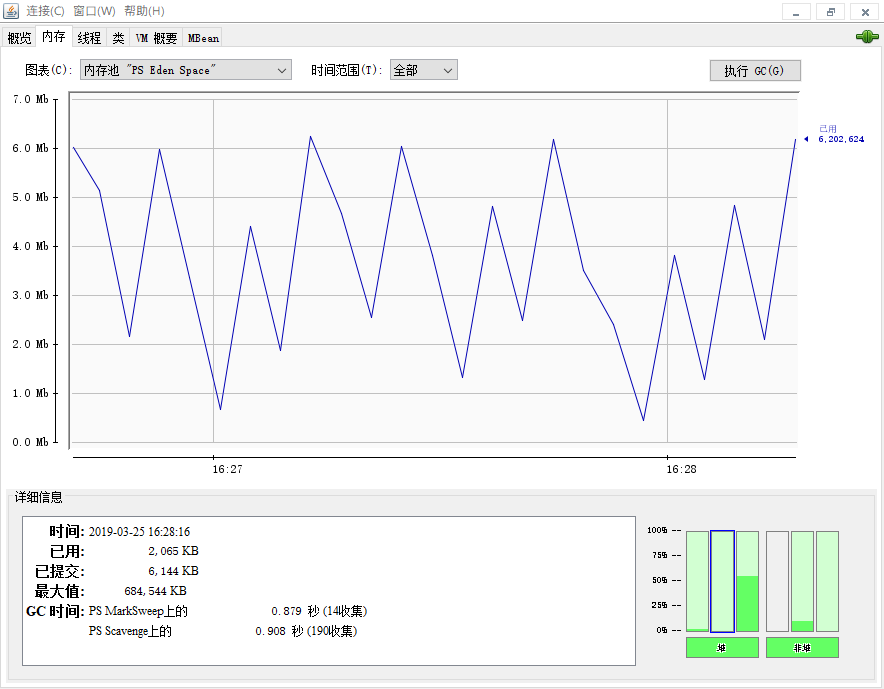 连接(C) 窗口(W) 帮助(H)
概览 内存 线程 类 VM 概要 MBean
图表(C): 内存池 "PS Eden Space" 时间范围(T): 全部 执行 GC(G)
7.0 Mb
6.0 Mb
5.0 Mb
4.0 Mb
3.0 Mb
2.0 Mb
1.0 Mb
0.0 Mb
已用
6,202,624
16:27 16:28
详细信息
时间: 2019-03-25 16:28:16
已用: 2,065 KB
已提交: 6,144 KB
最大值: 684,544 KB
GC 时间: PS MarkSweep上的 0.879 秒 (14收集)
PS Scavenge上的 0.908 秒 (190收集)
100% --
75% --
50% --
25% --
0% --
堆 非堆